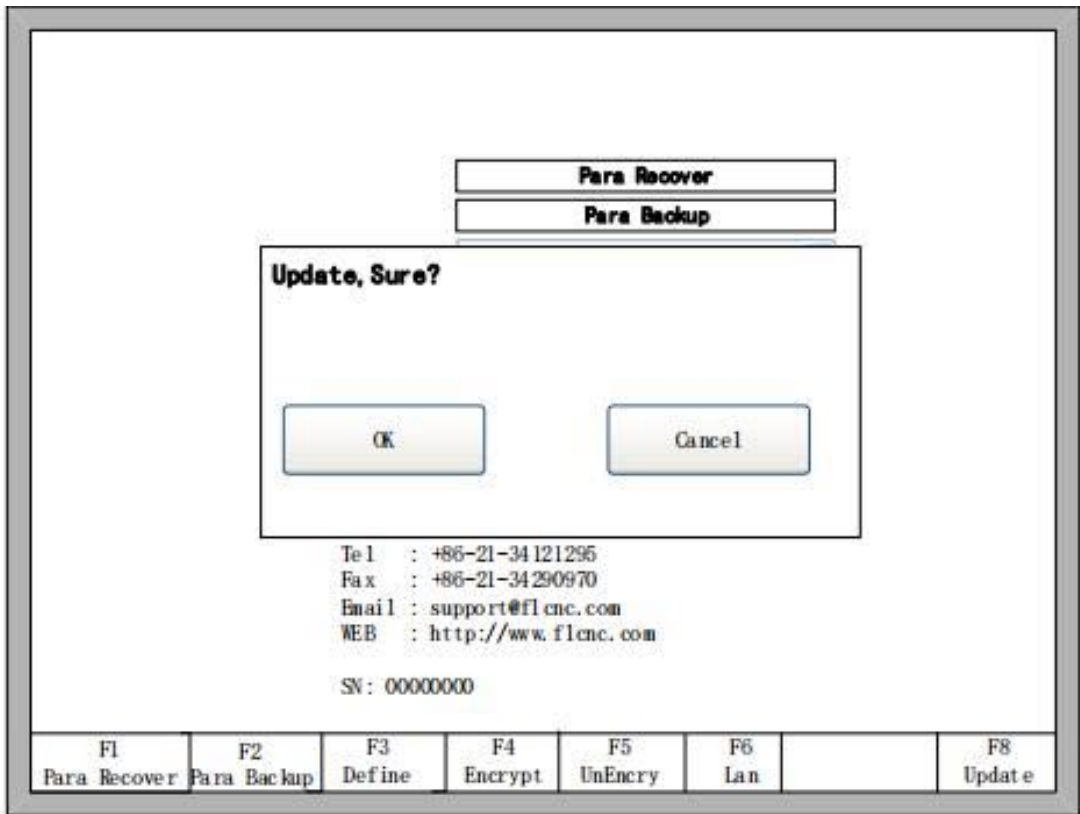 Para Recover
Para Backup
Update,Sure?
OK
Cancel
Tel : +86-21-34121295
Fax : +86-21-34290970
Email : support@flcnc.com
WEB : http://www.flcnc.com
SN: 00000000
F1 F2 F3 F4 F5 F6 F8
Para Recover Para Backup Define Encrypt UnEncry Lan Update